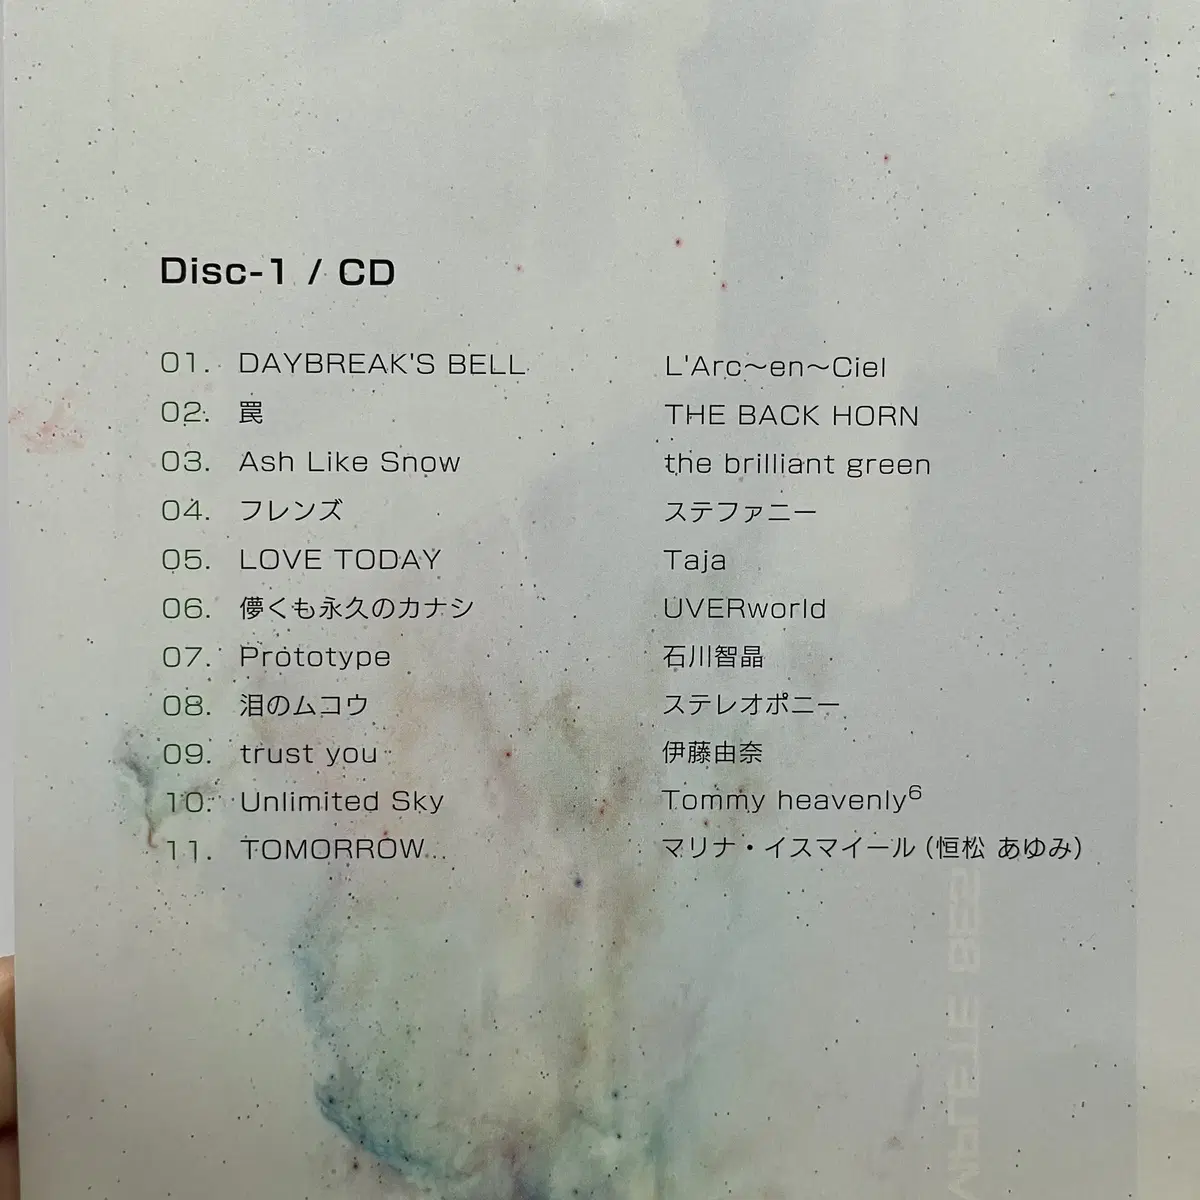 Disc-1 / CD
01. DAYBREAK'S BELL L'Arc〜en〜Ciel
02. 罠 THE BACK HORN
03. Ash Like Snow the brilliant green
04. フレンズ ステファニー
05. LOVE TODAY Taja
06. 儚くも永久のカナシ UVERworld
07. Prototype 石川智晶
08. 泪のムコウ ステレオポニー
09. trust you 伊藤由奈
10. Unlimited Sky Tommy heavenly6
11. TOMORROW... マリナ・イスマイール (恒松 あゆみ)